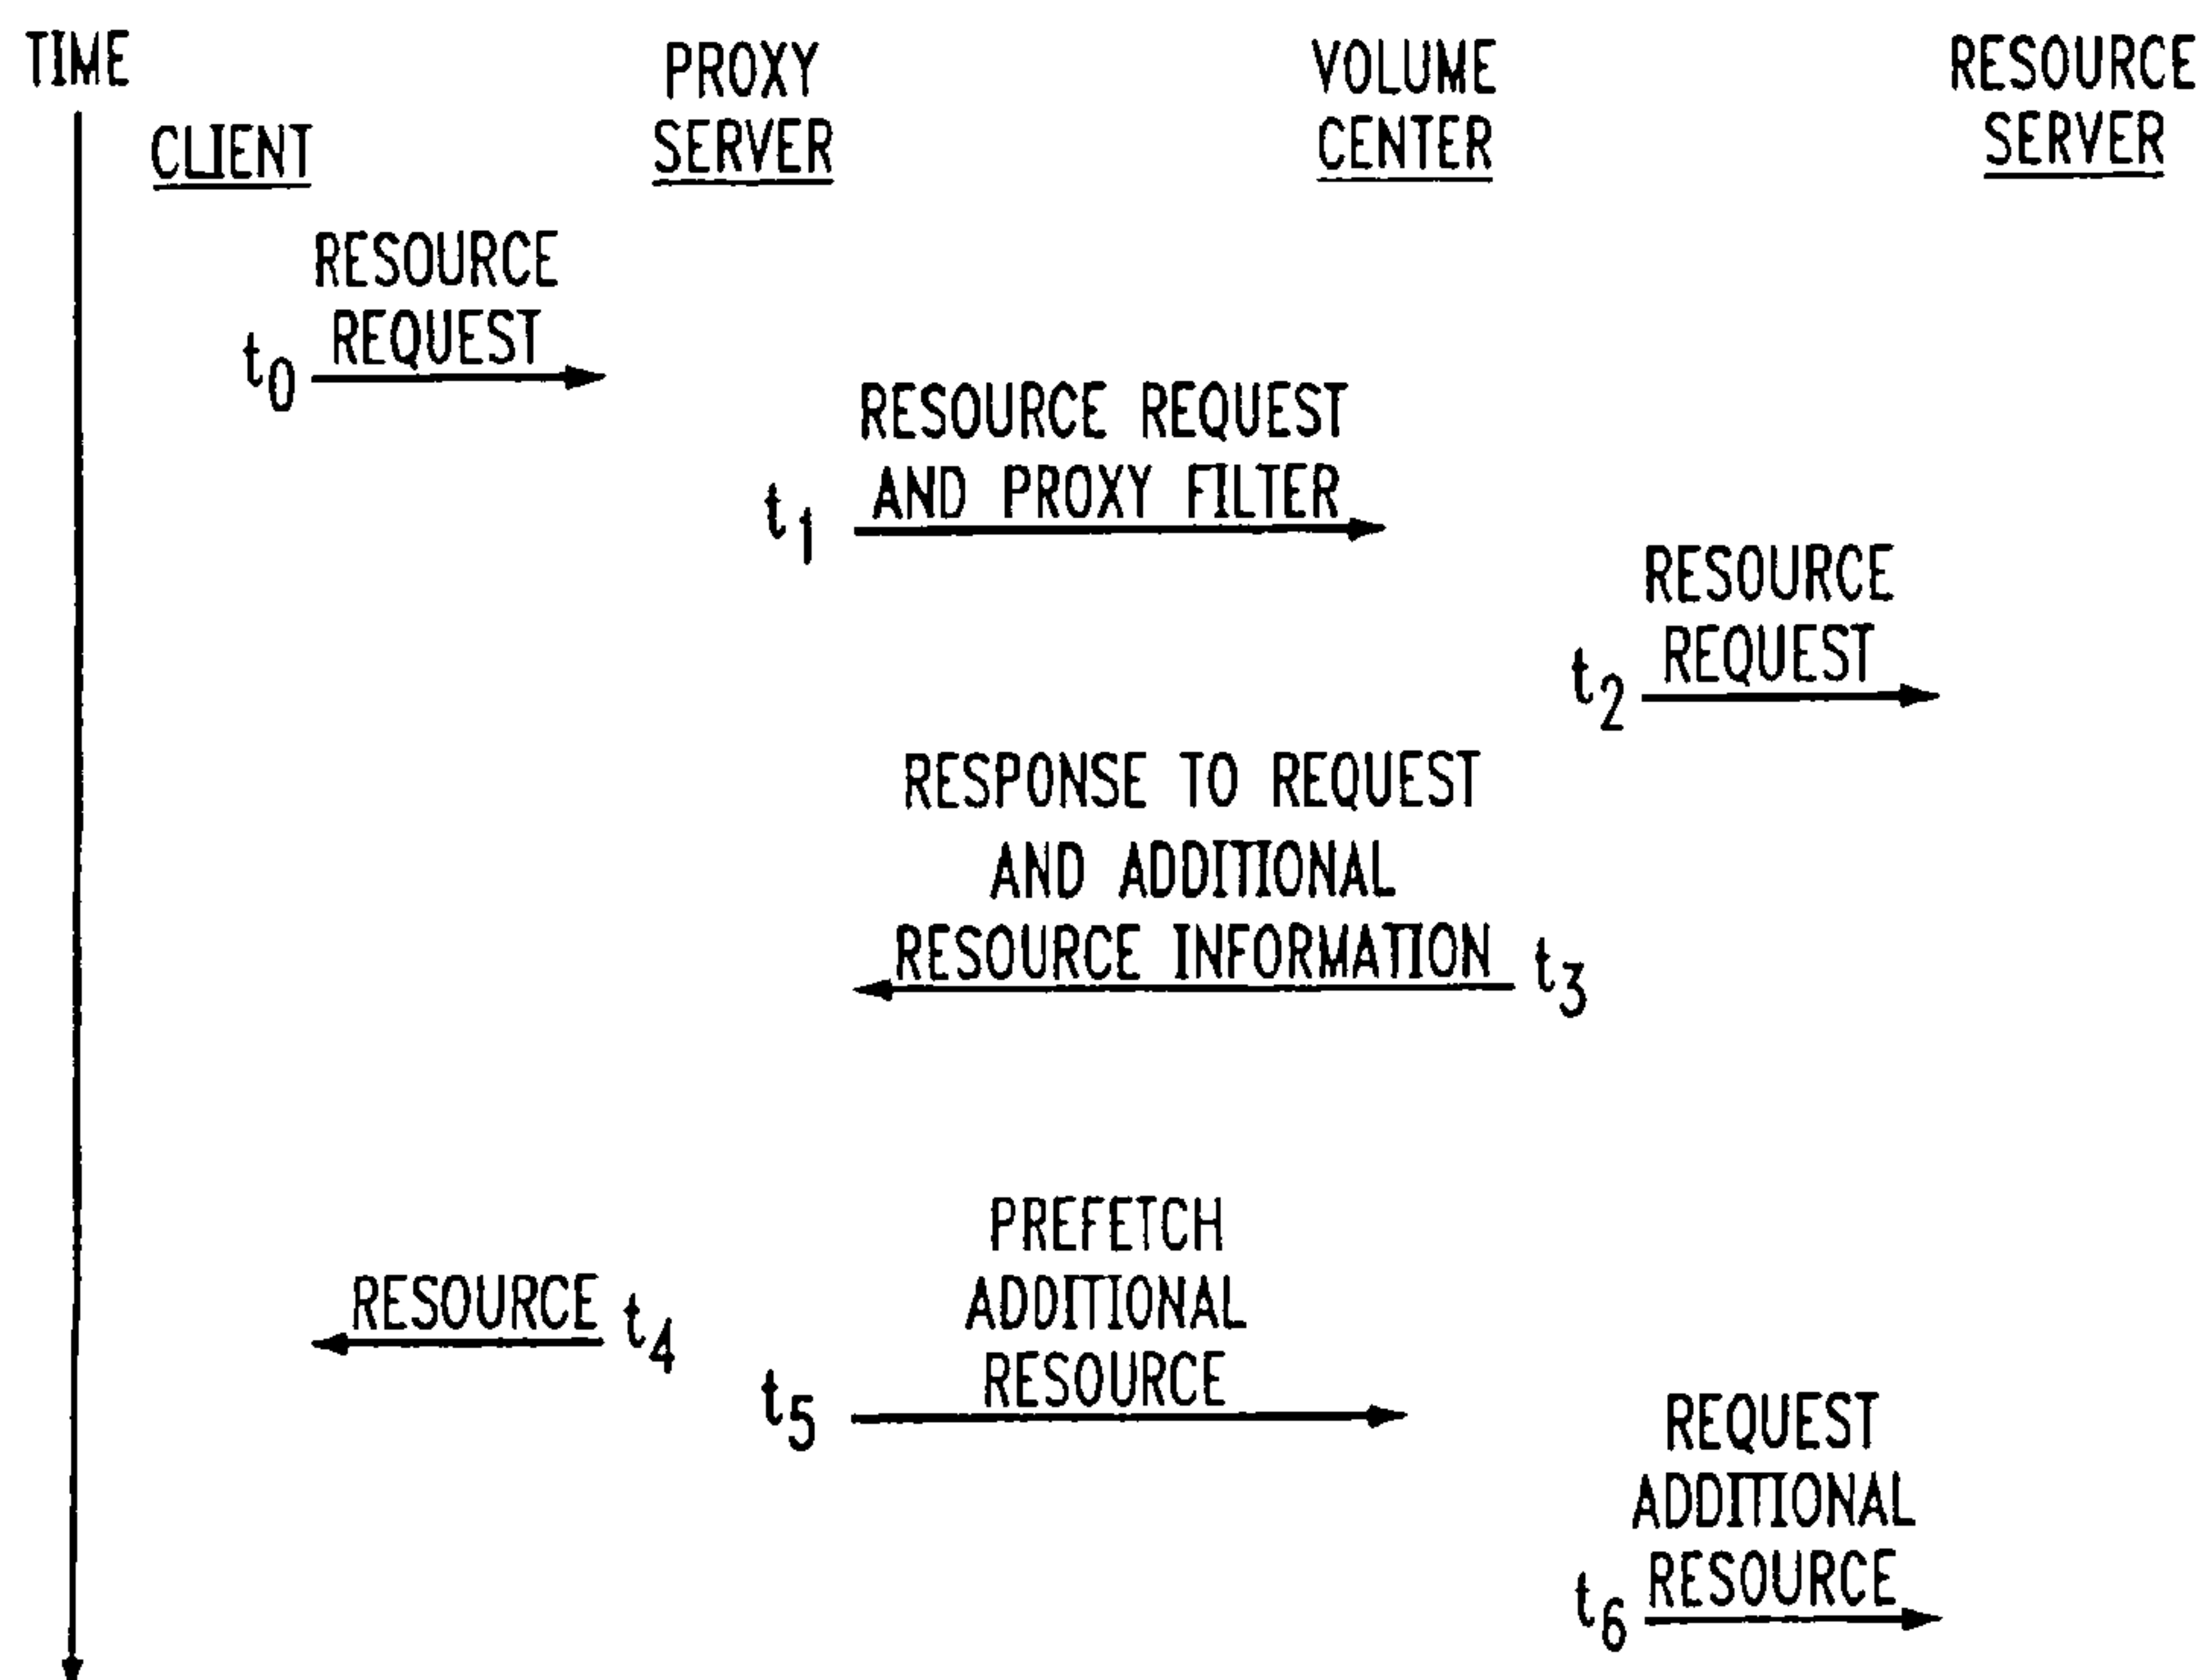 TIME
CLIENT
PROXY
SERVER
VOLUME
CENTER
RESOURCE
SERVER
RESOURCE
REQUEST
t0
RESOURCE REQUEST
AND PROXY FILTER
t1
RESOURCE
REQUEST
t2
RESPONSE TO REQUEST
AND ADDITIONAL
RESOURCE INFORMATION
t3
RESOURCE
t4
PREFETCH
ADDITIONAL
RESOURCE
t5
REQUEST
ADDITIONAL
RESOURCE
t6